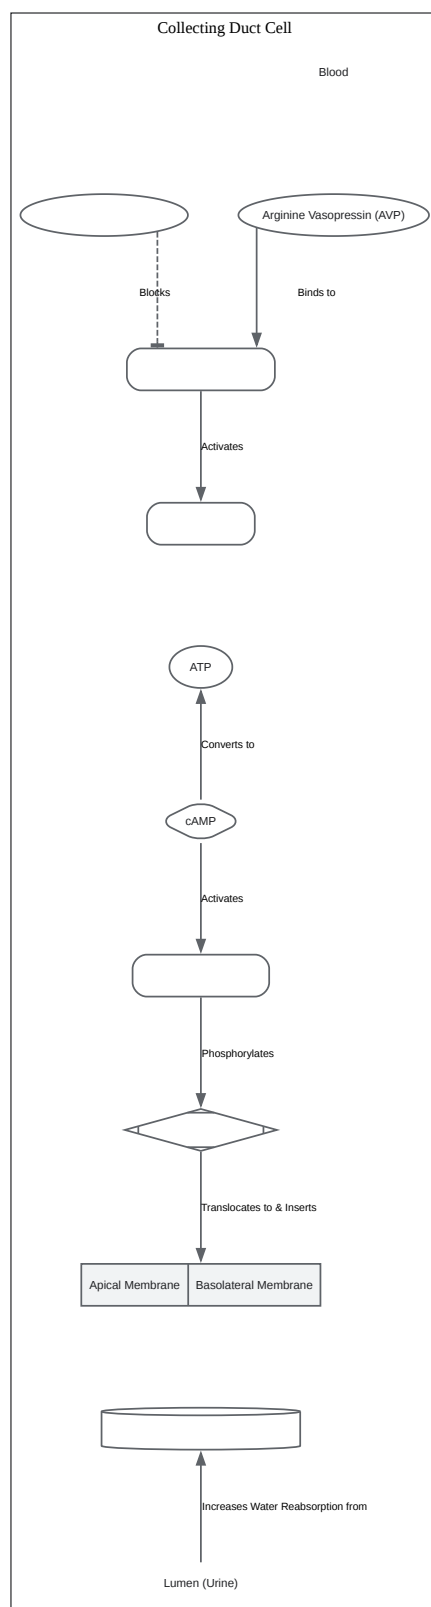 Collecting Duct Cell
Blood
Arginine Vasopressin (AVP)
Blocks
Binds to
Activates
ATP
Converts to
cAMP
Activates
Phosphorylates
Translocates to & Inserts
Apical Membrane
Basolateral Membrane
Increases Water Reabsorption from
Lumen (Urine)